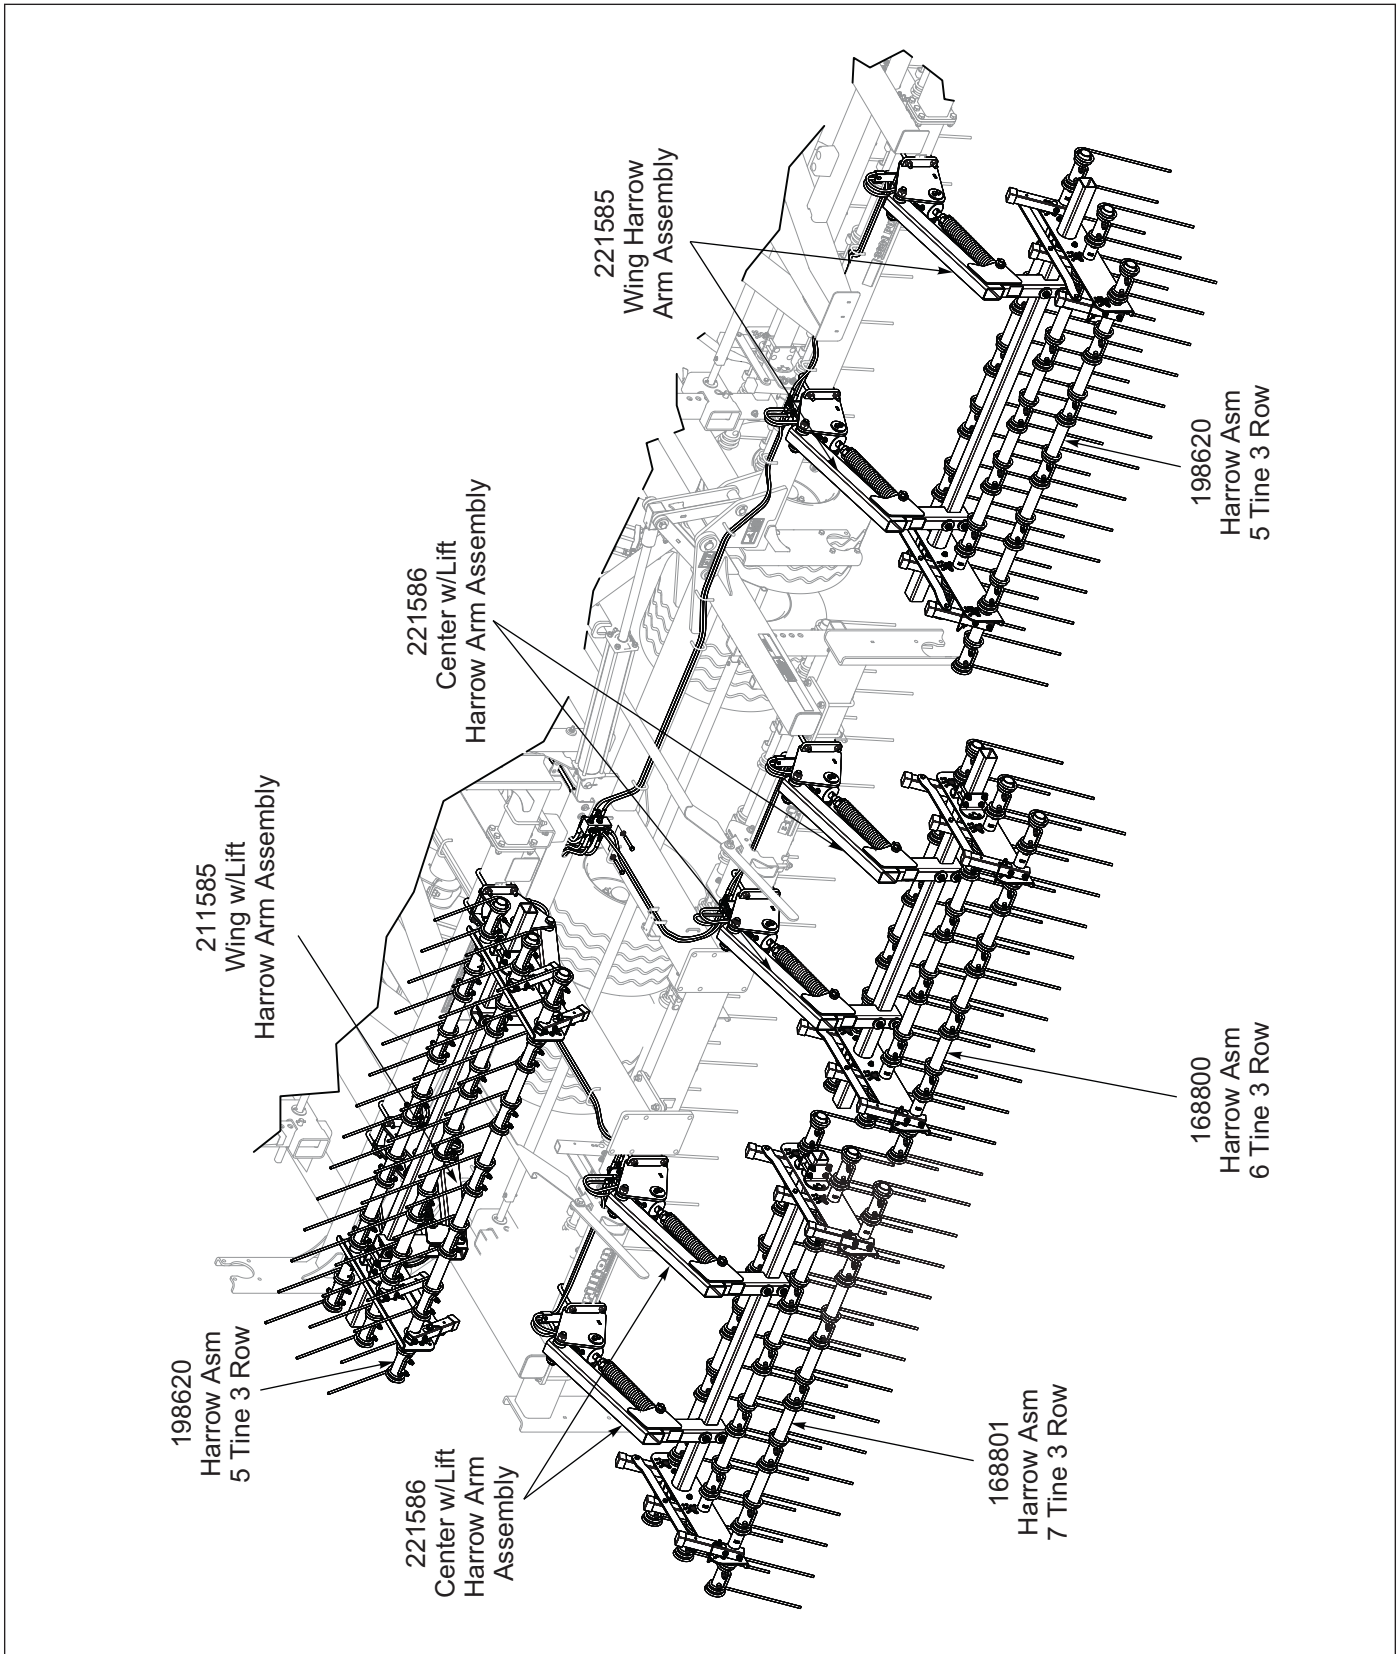 221585
Wing Harrow
Arm Assembly
221586
Center w/Lift
Harrow Arm Assembly
211585
Wing w/Lift
Harrow Arm Assembly
198620
Harrow Asm
5 Tine 3 Row
198620
Harrow Asm
5 Tine 3 Row
168800
Harrow Asm
6 Tine 3 Row
168801
Harrow Asm
7 Tine 3 Row
221586
Center w/Lift
Harrow Arm
Assembly